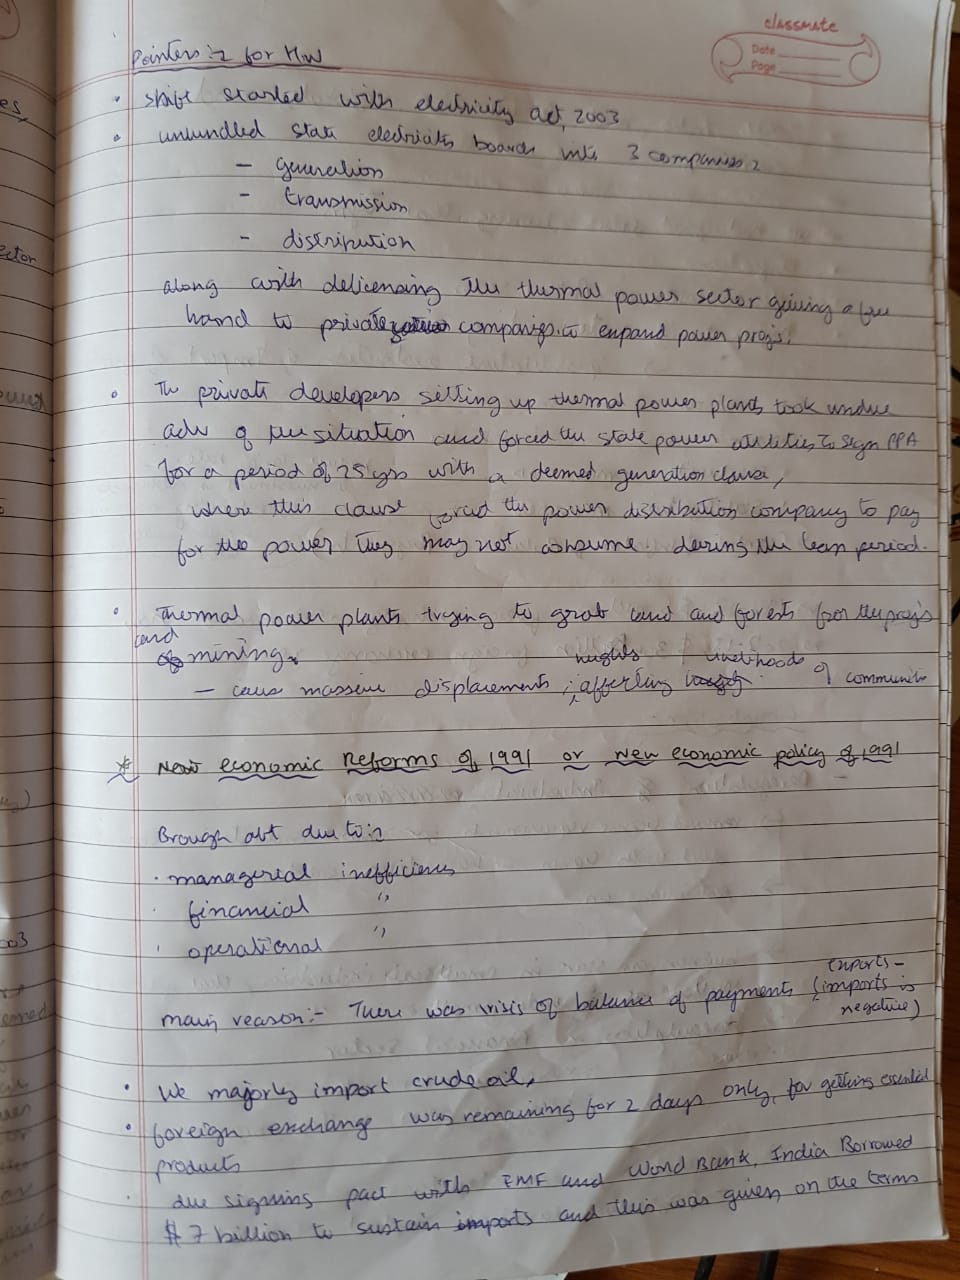 classmate
Date
Page
Pointers :- for H.W
• shift started with electricity act, 2003
• unbundled state electricity boards into 3 companies :
- generation
- transmission
- distribution
along with delicensing the thermal power sector giving a free
hand to private companies to expand power projs.
• The private developers setting up thermal power plants took undue
adv of the situation and forced the state power utilities to sign PPA
for a period of 25 yrs with a deemed generation clause,
where this clause forced the power distribution company to pay
for the power they may not consume during the lean period.
• Thermal power plants trying to grab land and forests for the projs
and mining.
- cause massive displacements, affecting rights / livelihoods of communities
* New economic Reforms of 1991 or New economic policy of 1991
Brough abt due to :-
• managerial inefficiency
• financial "
• operational "
main reason :- There was crisis of balance of payments (exports -
imports is
negative)
• We majorly import crude oil,
• foreign exchange was remaining for 2 days only, for getting essential
products
• due signing pact with IMF and World Bank, India Borrowed
$ 7 billion to sustain imports and this was given on the terms